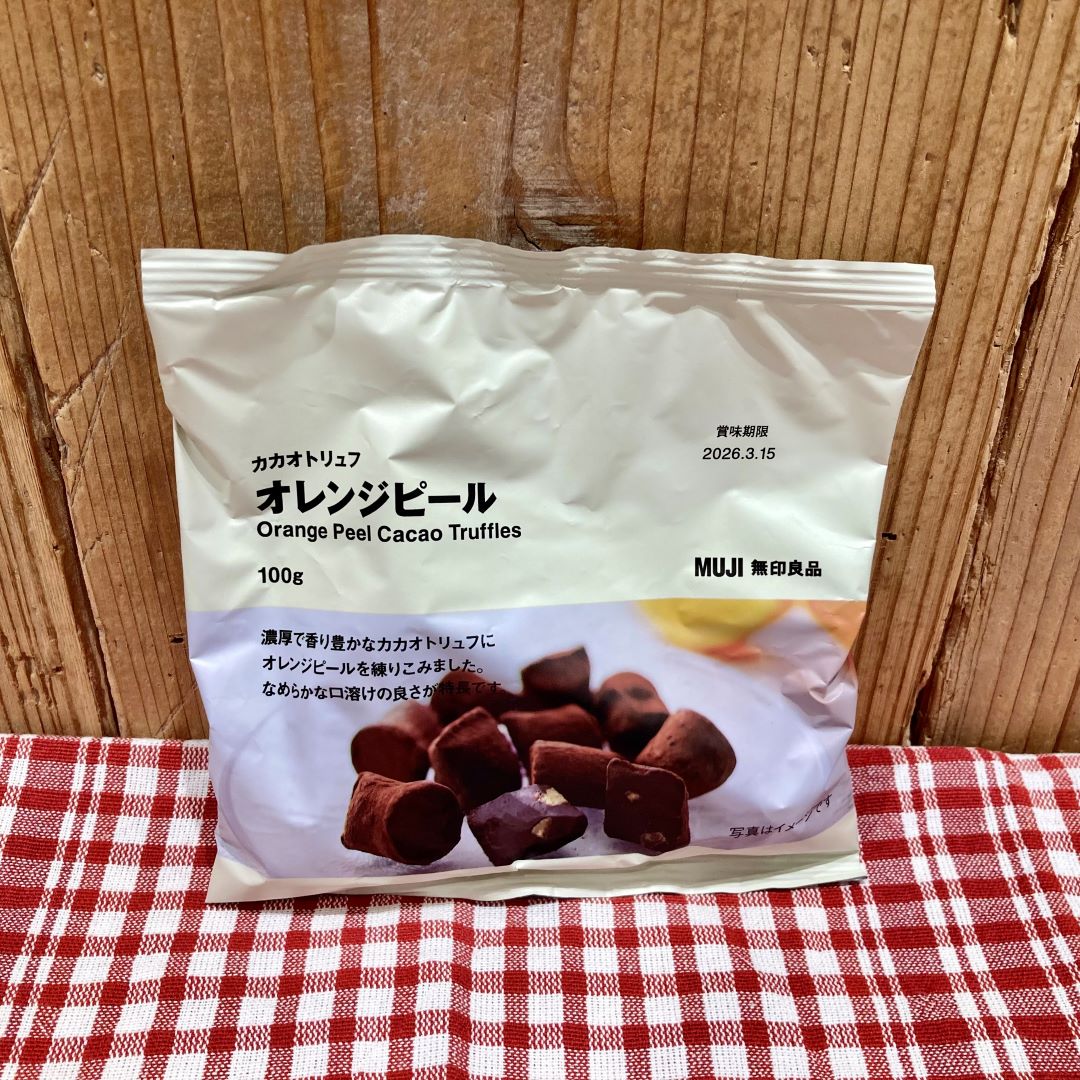 カカオトリュフ
オレンジピール
Orange Peel Cacao Truffles
100g
賞味期限
2026.3.15
MUJI 無印良品
濃厚で香り豊かなカカオトリュフに
オレンジピールを練りこみました。
なめらかな口溶けの良さが特長です
写真はイメージです